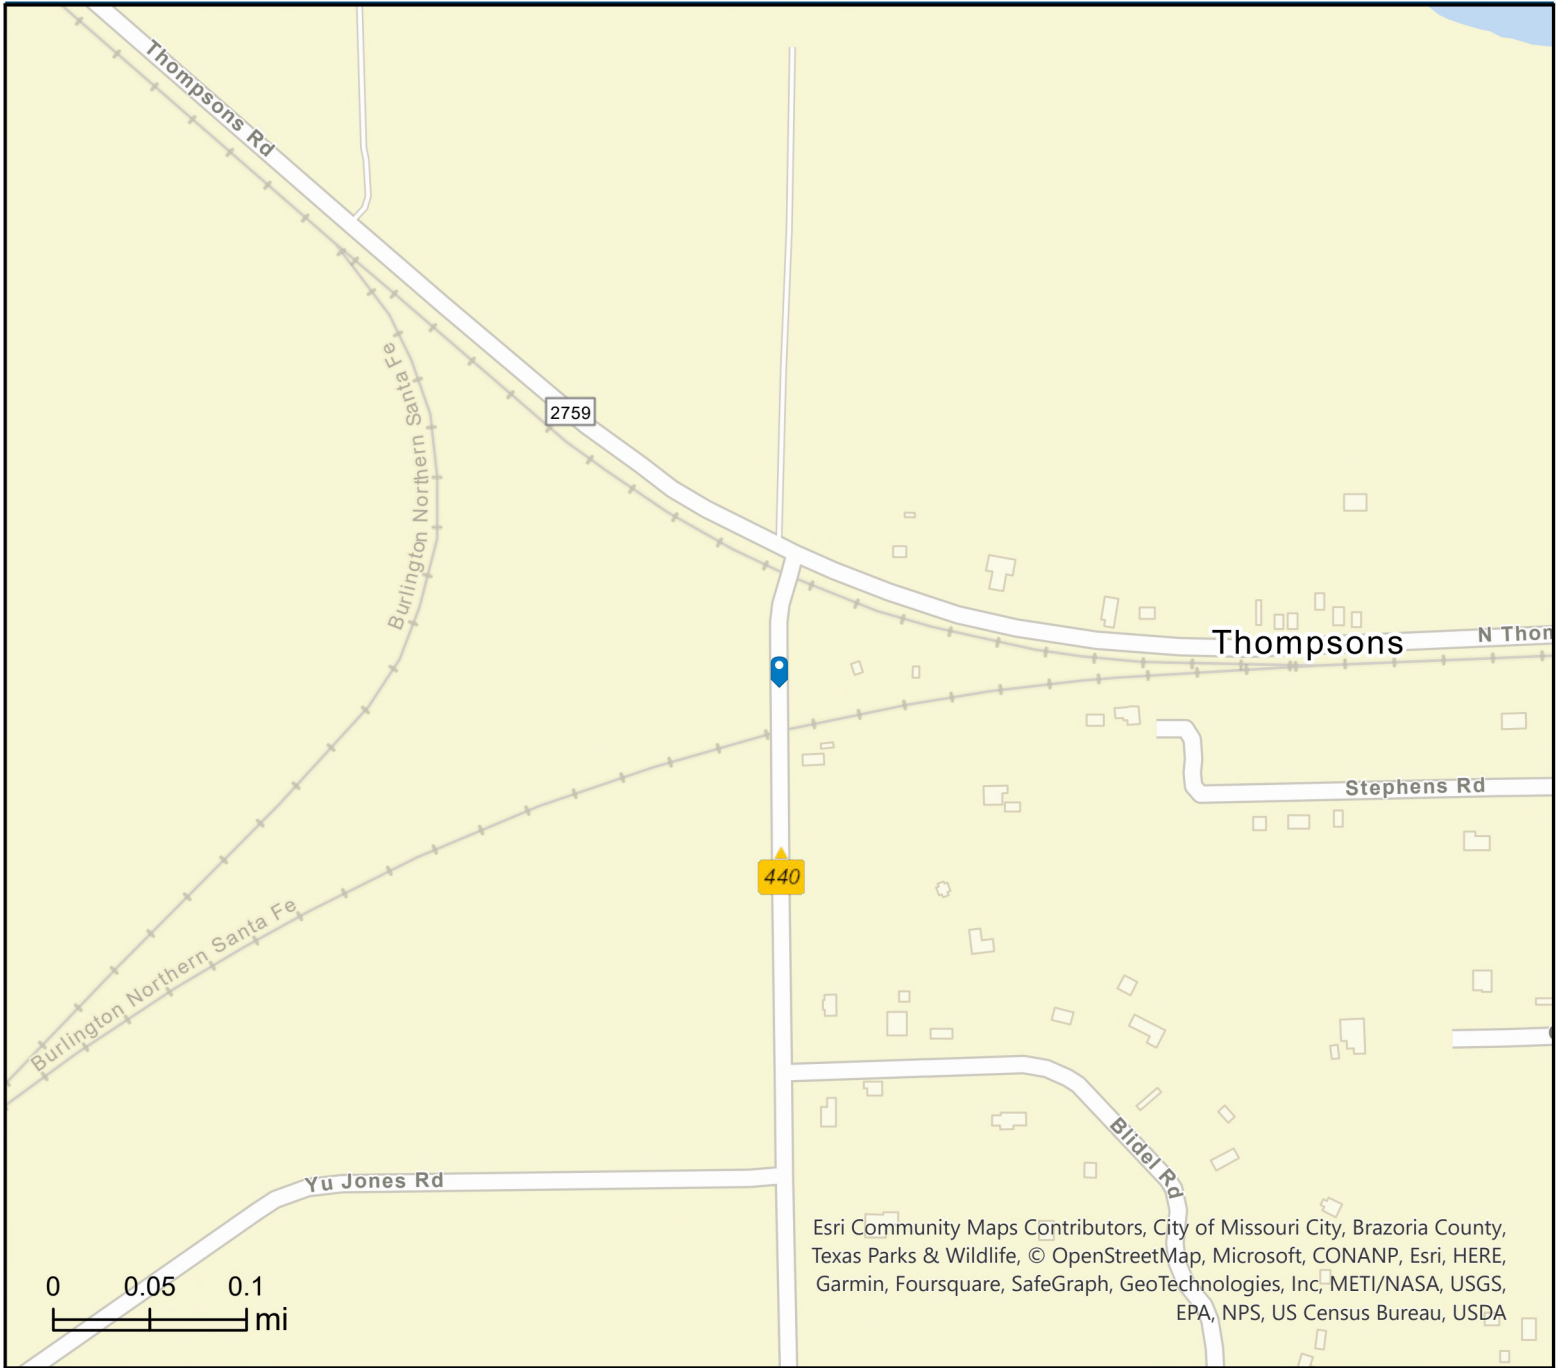 Thompsons Rd
Burlington Northern Santa Fe
2759
Thompsons
N Thom
Stephens Rd
440
Burlington Northern Santa Fe
Blidel Rd
Yu Jones Rd
Esri Community Maps Contributors, City of Missouri City, Brazoria County,
Texas Parks & Wildlife, © OpenStreetMap, Microsoft, CONANP, Esri, HERE,
Garmin, Foursquare, SafeGraph, GeoTechnologies, Inc, METI/NASA, USGS,
EPA, NPS, US Census Bureau, USDA
0 0.05 0.1
mi